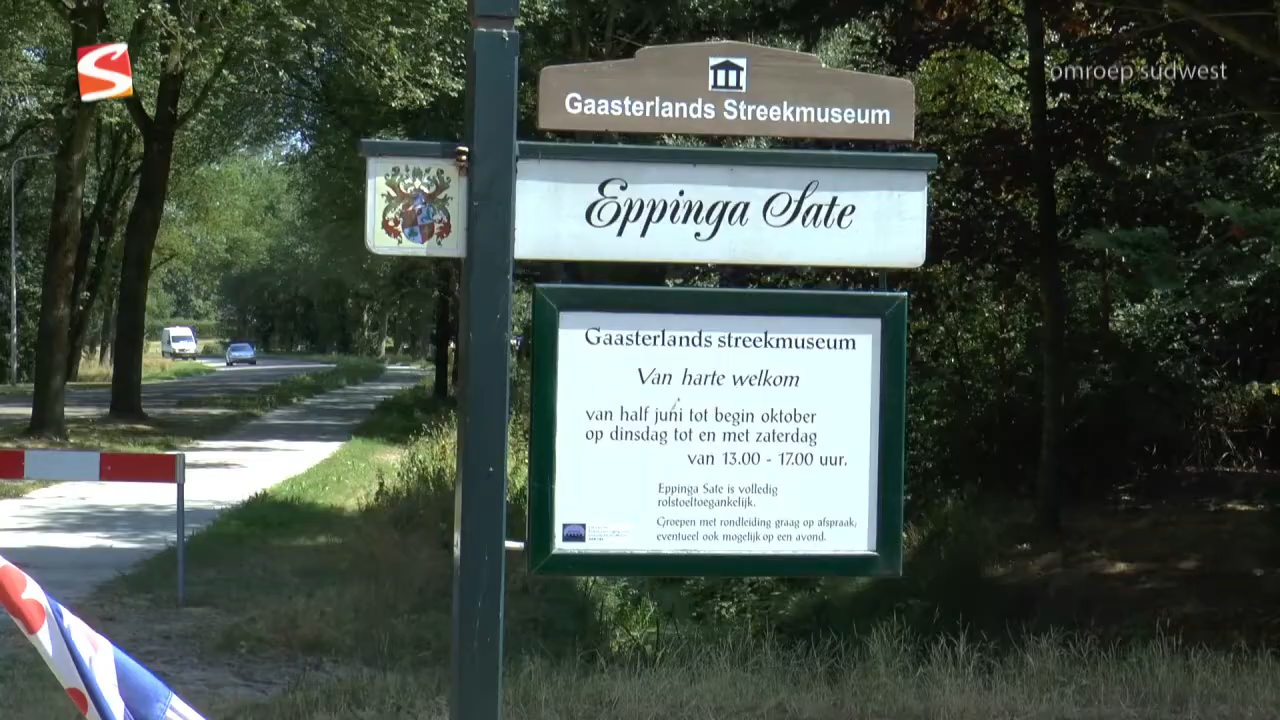 omroep sudwest
Gaasterlands Streekmuseum
Eppinga Sate
Gaasterlands streekmuseum
Van harte welkom
van half juni tot begin oktober
op dinsdag tot en met zaterdag
van 13.00 - 17.00 uur.
Eppinga Sate is volledig
rolstoeltoegankelijk.
Groepen met rondleiding graag op afspraak,
eventueel ook mogelijk op een avond.